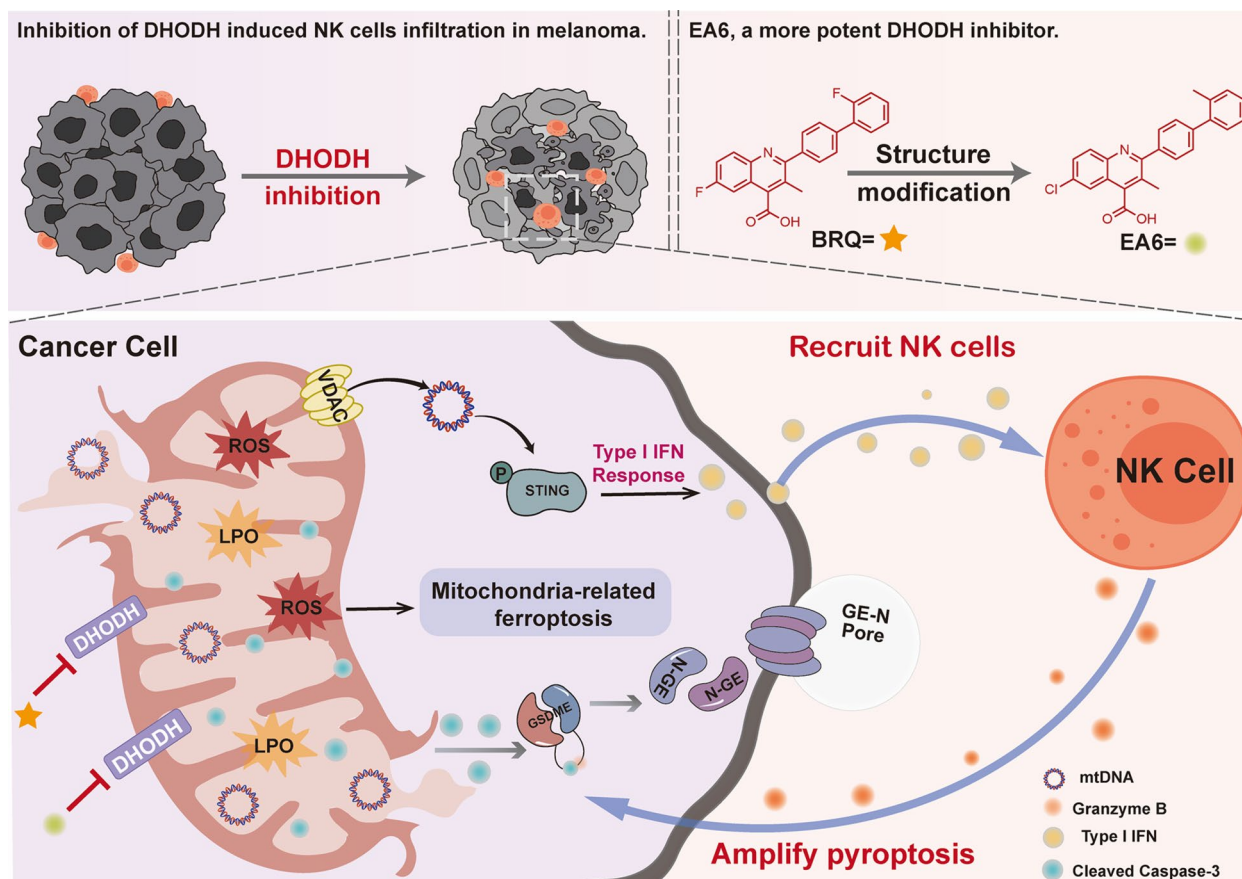 Inhibition of DHODH induced NK cells infiltration in melanoma.
EA6, a more potent DHODH inhibitor.
DHODH
inhibition
F
N
F
O
OH
BRQ=
Structure
modification
N
Cl
O
OH
EA6=
Cancer Cell
Recruit NK cells
VDAC
ROS
P
STING
Type I IFN
Response
NK Cell
LPO
ROS
Mitochondria-related
ferroptosis
DHODH
GE-N
Pore
N-GE
N-GE
GSDME
DHODH
LPO
mtDNA
Granzyme B
Type I IFN
Cleaved Caspase-3
Amplify pyroptosis